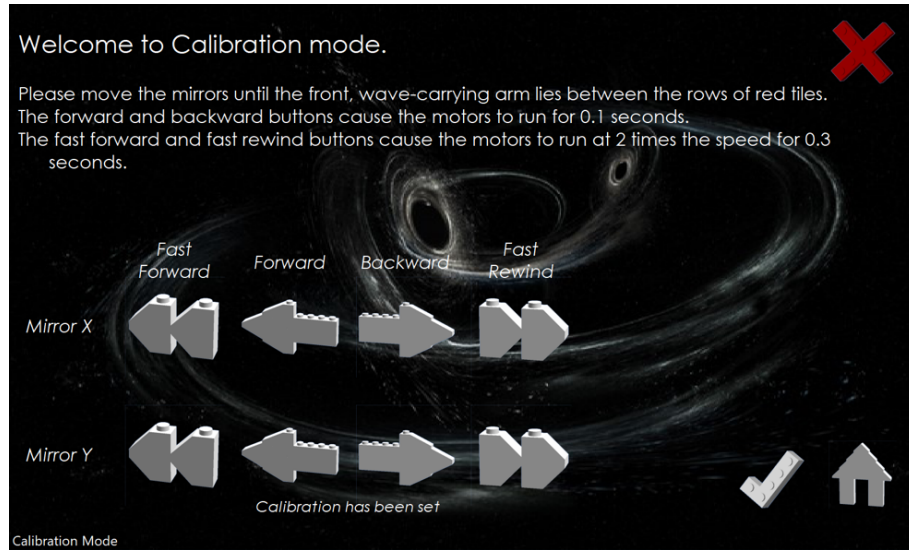 Welcome to Calibration mode.
Please move the mirrors until the front, wave-carrying arm lies between the rows of red tiles.
The forward and backward buttons cause the motors to run for 0.1 seconds.
The fast forward and fast rewind buttons cause the motors to run at 2 times the speed for 0.3
seconds.
Fast
Forward
Forward
Backward
Fast
Rewind
Mirror X
Mirror Y
Calibration has been set
Calibration Mode